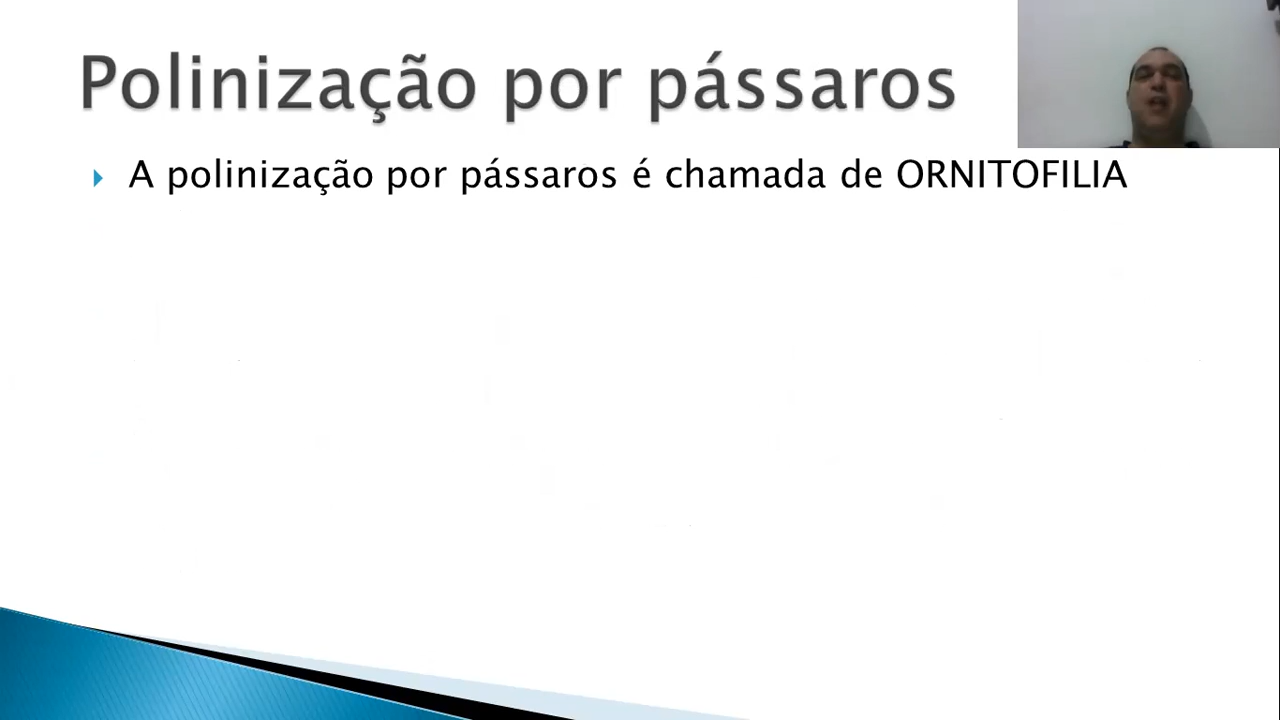 Polinização por pássaros
A polinização por pássaros é chamada de ORNITOFILIA